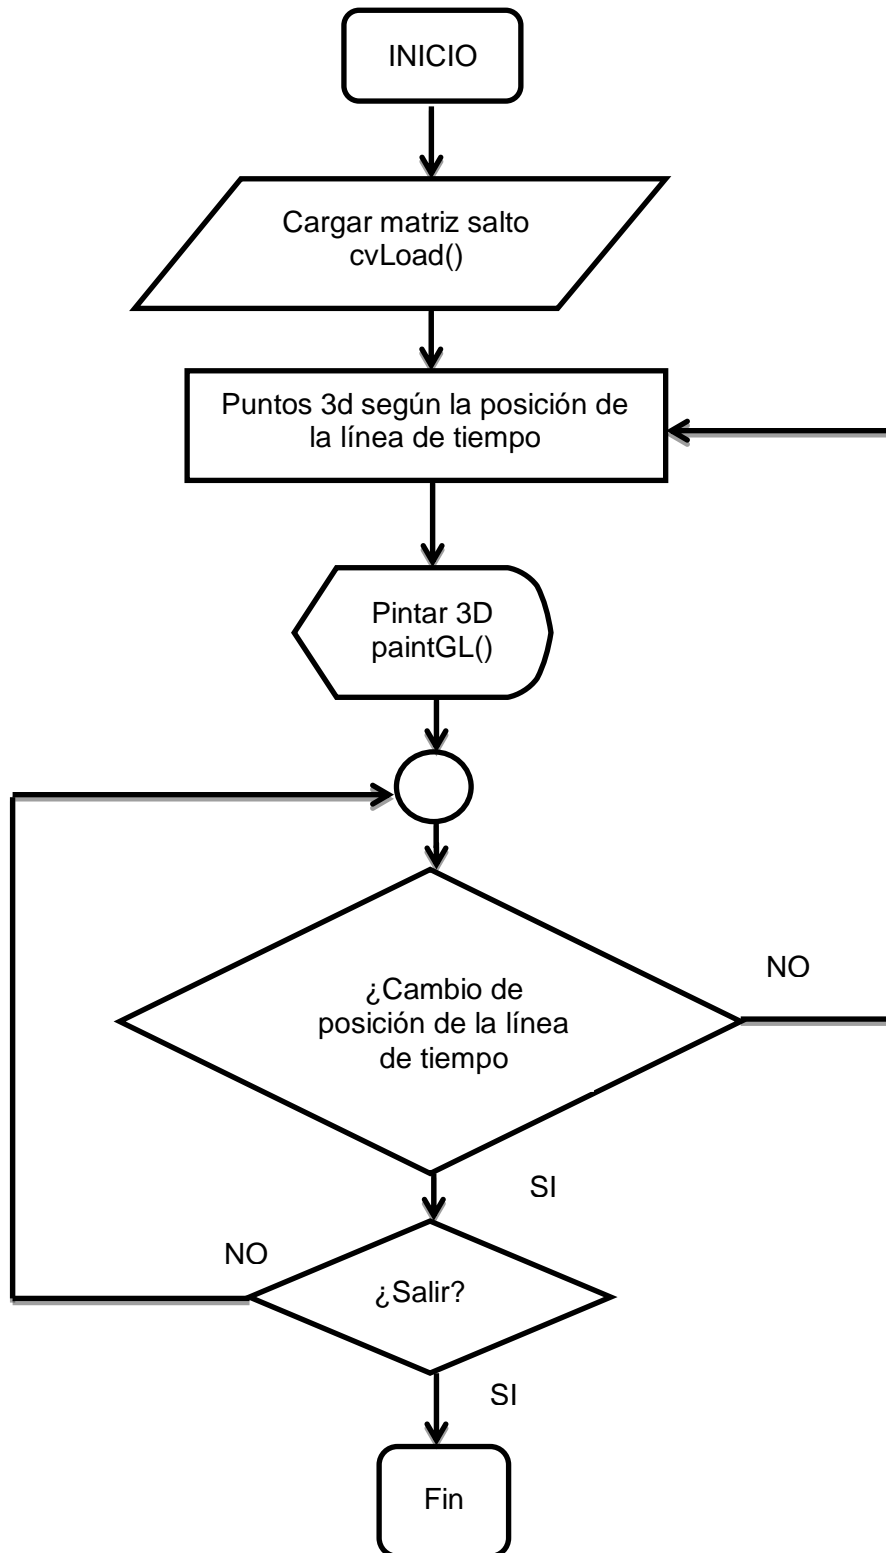 INICIO
Cargar matriz salto
cvLoad()
Puntos 3d según la posición de
la línea de tiempo
Pintar 3D
paintGL()
NO
¿Cambio de
posición de la línea
de tiempo
SI
NO
¿Salir?
SI
Fin